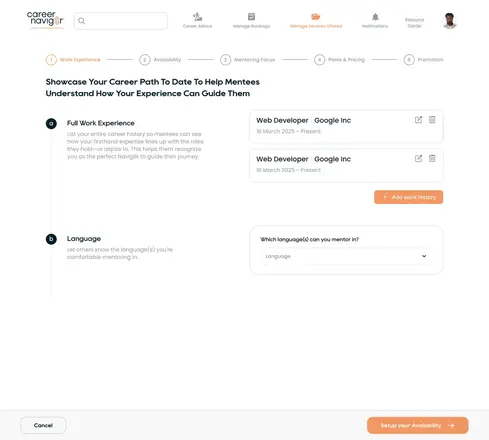 career
navigor
Career Advice
Manage Bookings
Manage Services Offered
Notifications
Resource
Center
1 Work Experience
2 Availability
3 Mentoring Focus
4 Plans & Pricing
5 Promotion
Showcase Your Career Path To Date To Help Mentees
Understand How Your Experience Can Guide Them
a Full Work Experience
List your entire career history so mentees can see
how your firsthand expertise lines up with the roles
they hold—or aspire to. This helps them recognize
you as the perfect Navigor to guide their journey.
Web Developer Google Inc
16 March 2025 – Present
Web Developer Google Inc
16 March 2025 – Present
+ Add work history
b Language
Let others know the language(s) you're
comfortable mentoring in.
Which language(s) can you mentor in?
Language
Cancel
Setup your Availability →